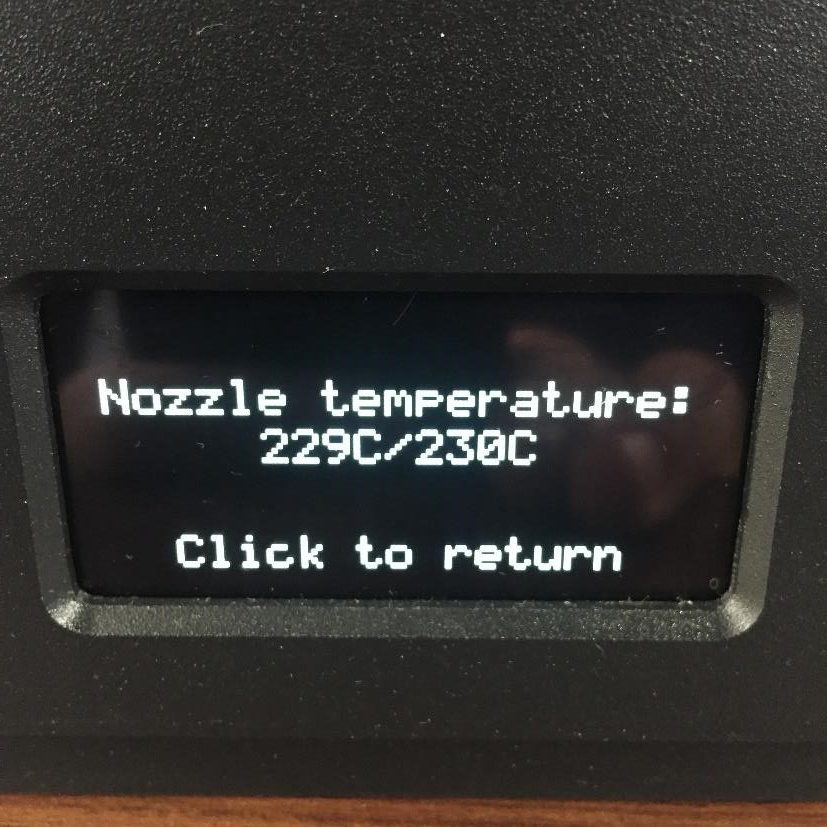 Nozzle temperature:
229C/230C
Click to return